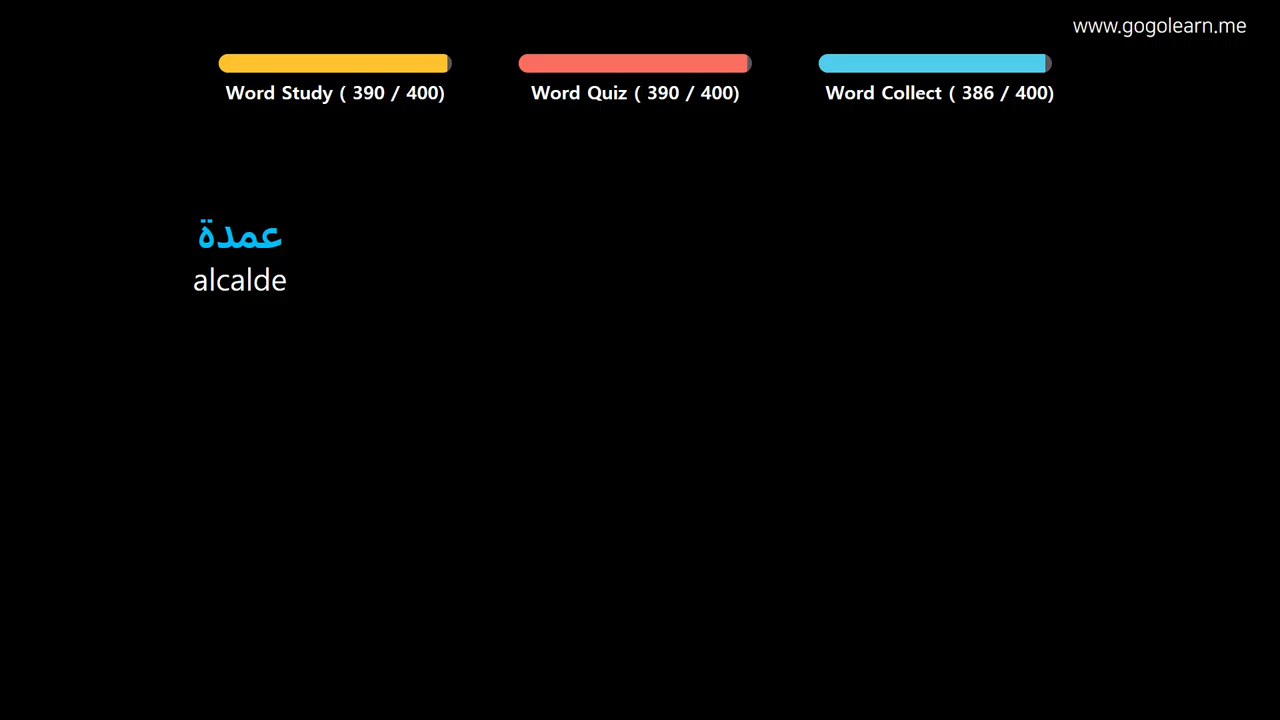 www.gogolearn.me
Word Study ( 390 / 400)
Word Quiz ( 390 / 400)
Word Collect ( 386 / 400)
عمدة
alcalde